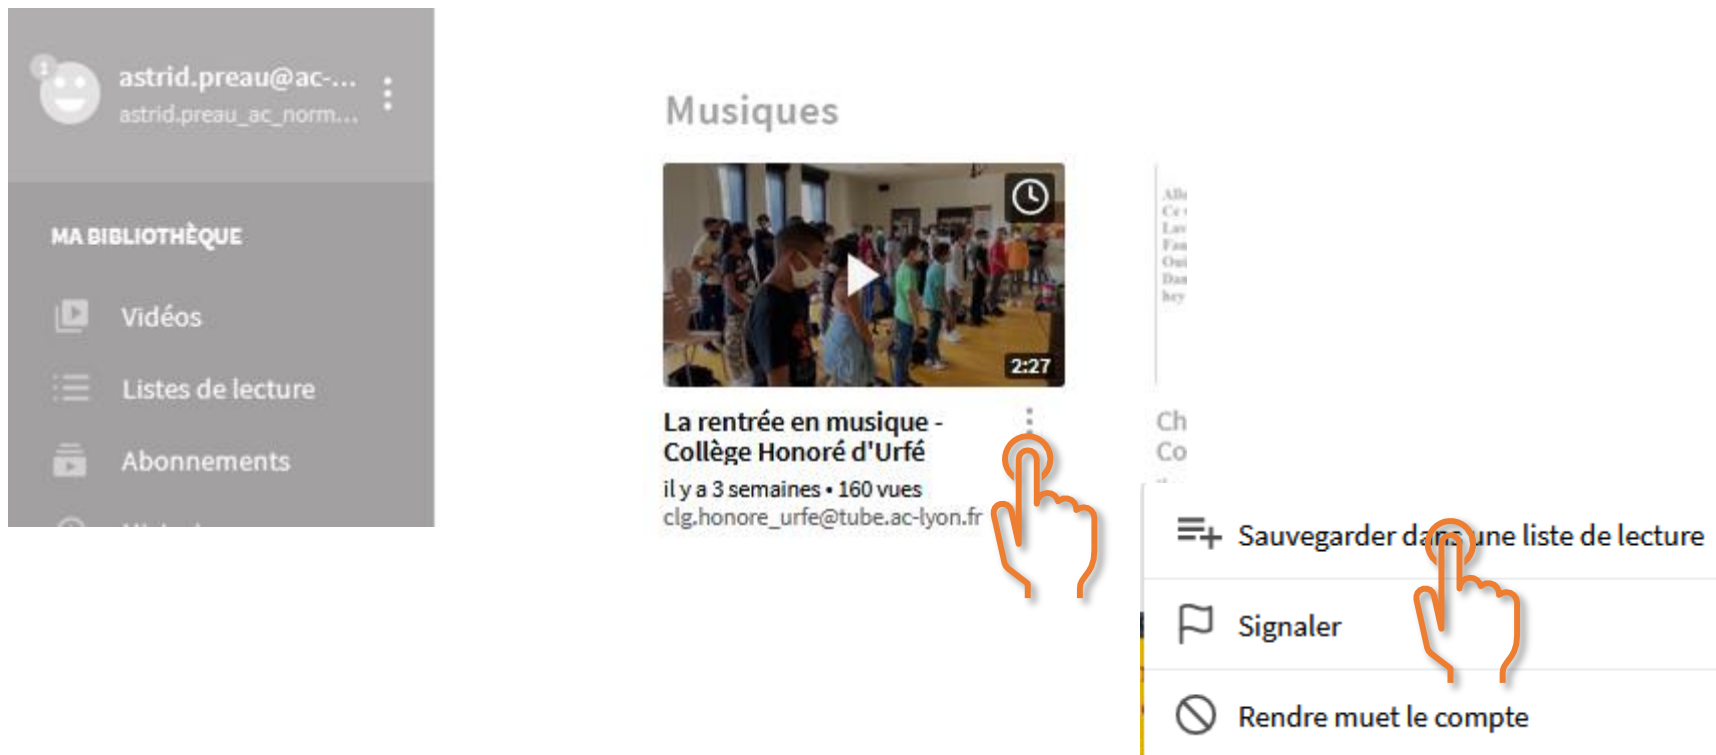 1
astrid.preau@ac-...
astrid.preau_ac_norm...
MA BIBLIOTHÈQUE
Vidéos
Listes de lecture
Abonnements
Musiques
2:27
La rentrée en musique -
Collège Honoré d'Urfé
il y a 3 semaines • 160 vues
clg.honore_urfe@tube.ac-lyon.fr
Ch
Co
Sauvegarder dans une liste de lecture
Signaler
Rendre muet le compte